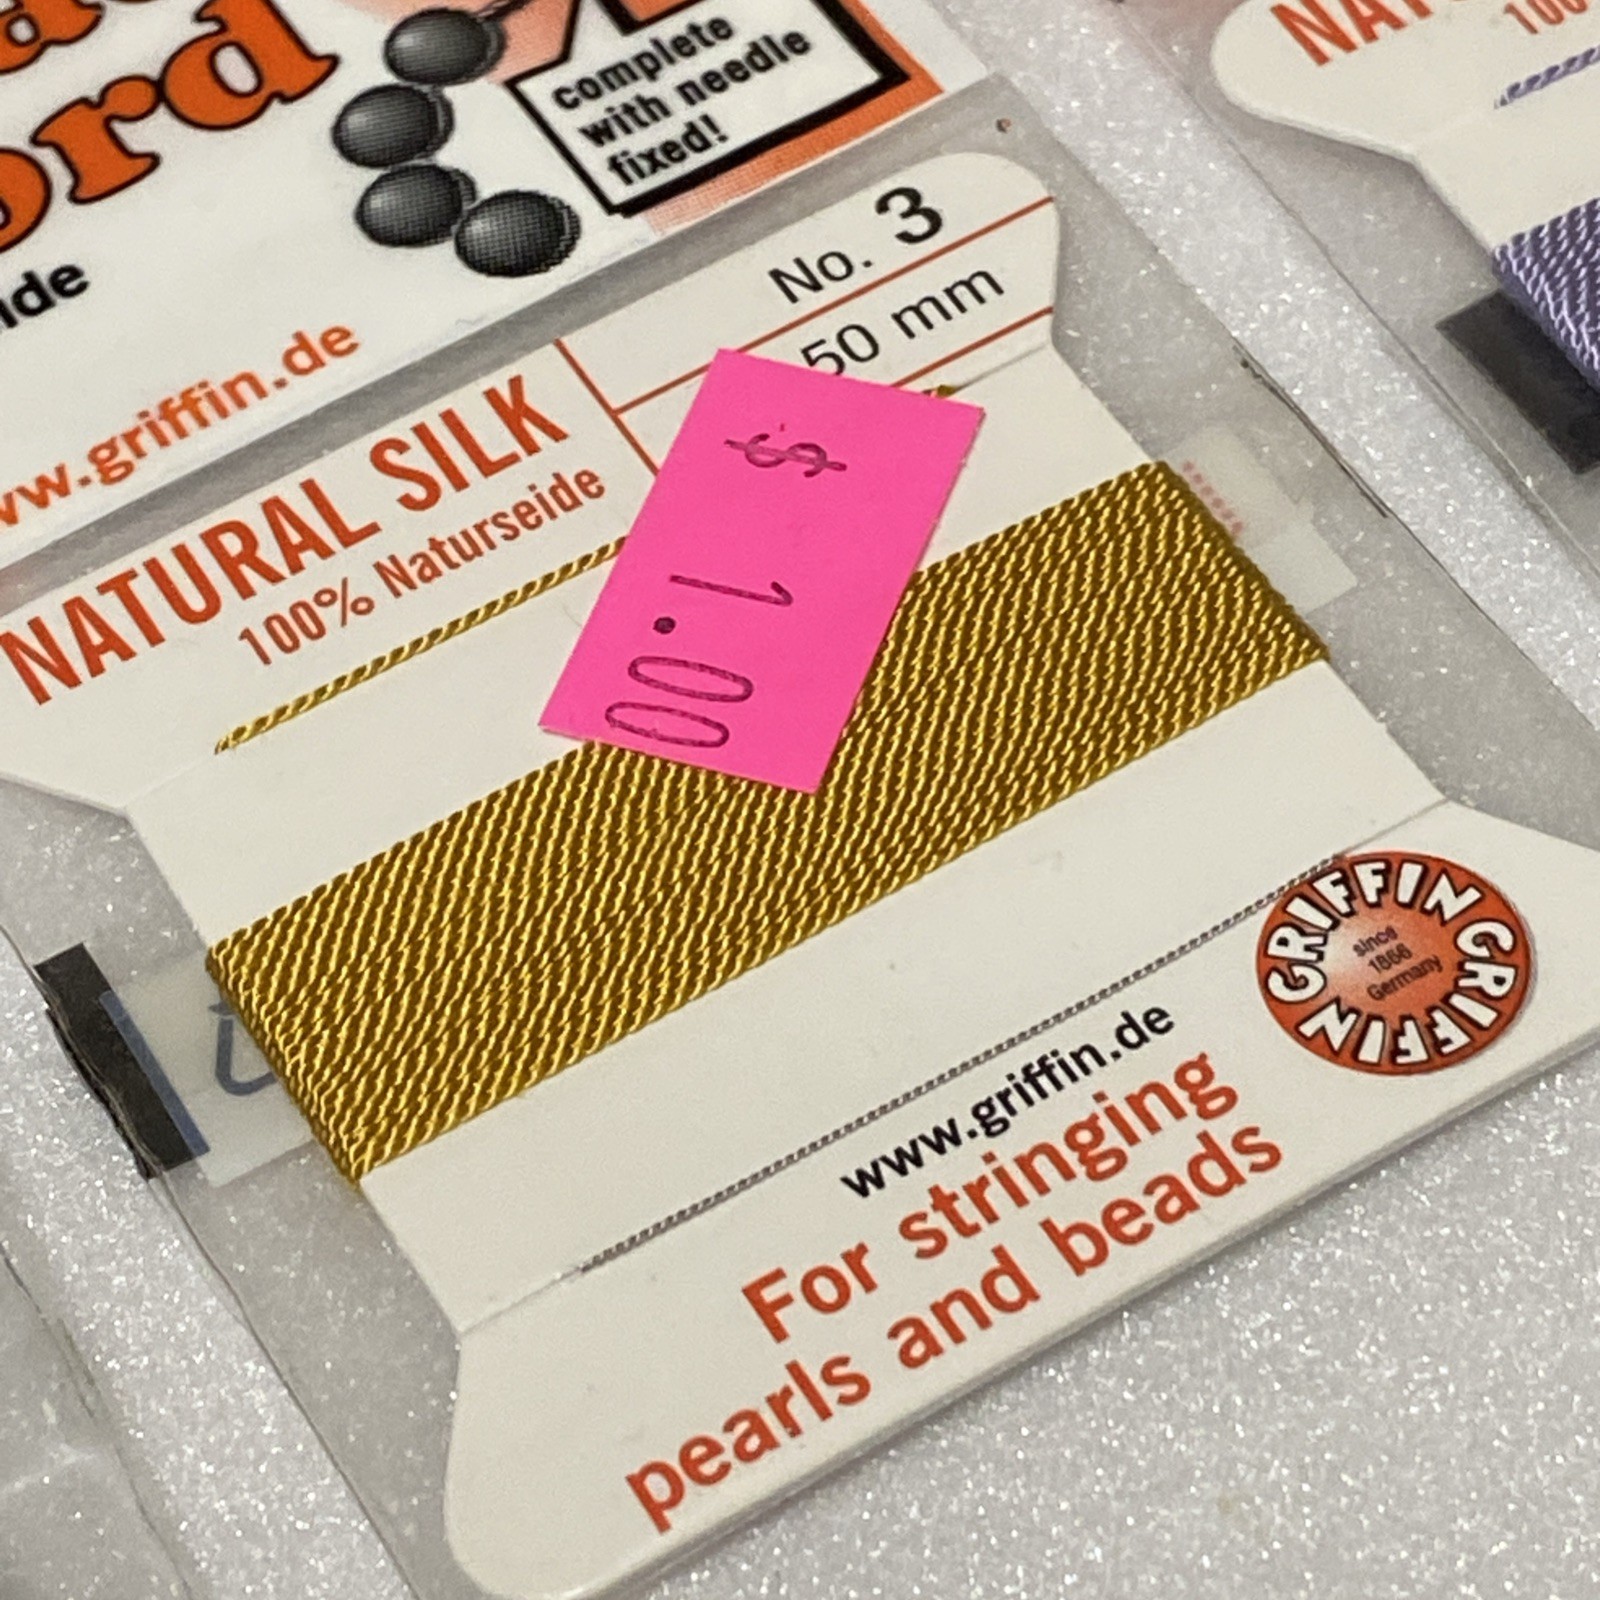 ord
complete
with needle
fixed!
www.griffin.de
No. 3
50 mm
NATURAL SILK
100% Naturseide
$ 1.00
GRIFFIN GRIFFIN
since
1866
Germany
www.griffin.de
For stringing
pearls and beads
100